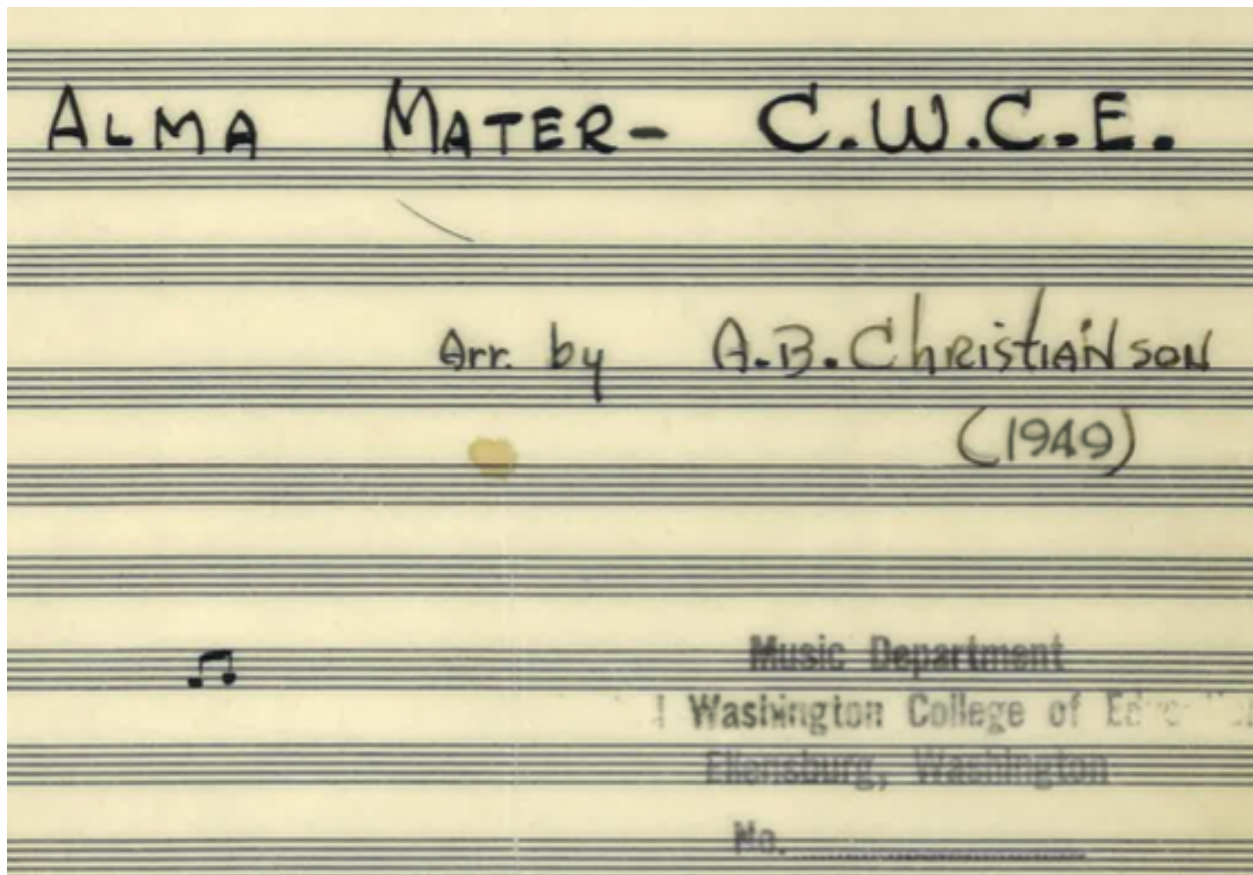 ALMA MATER- C.W.C.E.
Arr. by A.B. CHRISTIANSON
(1949)
Music Department
Washington College of
Ellensburg, Washington
No.